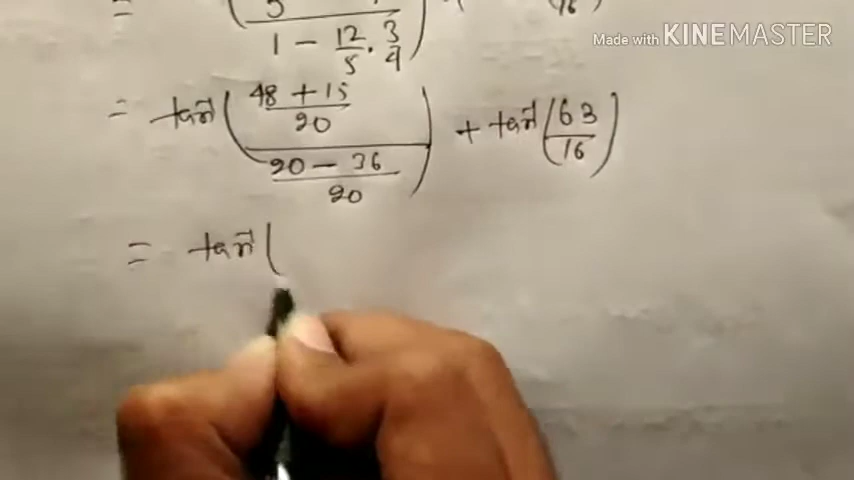 Made with KINEMASTER
=
1 - 12/5 . 3/4 16 )
= tan⁻¹( (48 + 15)/20 / (20 - 36)/20 ) + tan⁻¹( 63/16 )
= tan⁻¹(